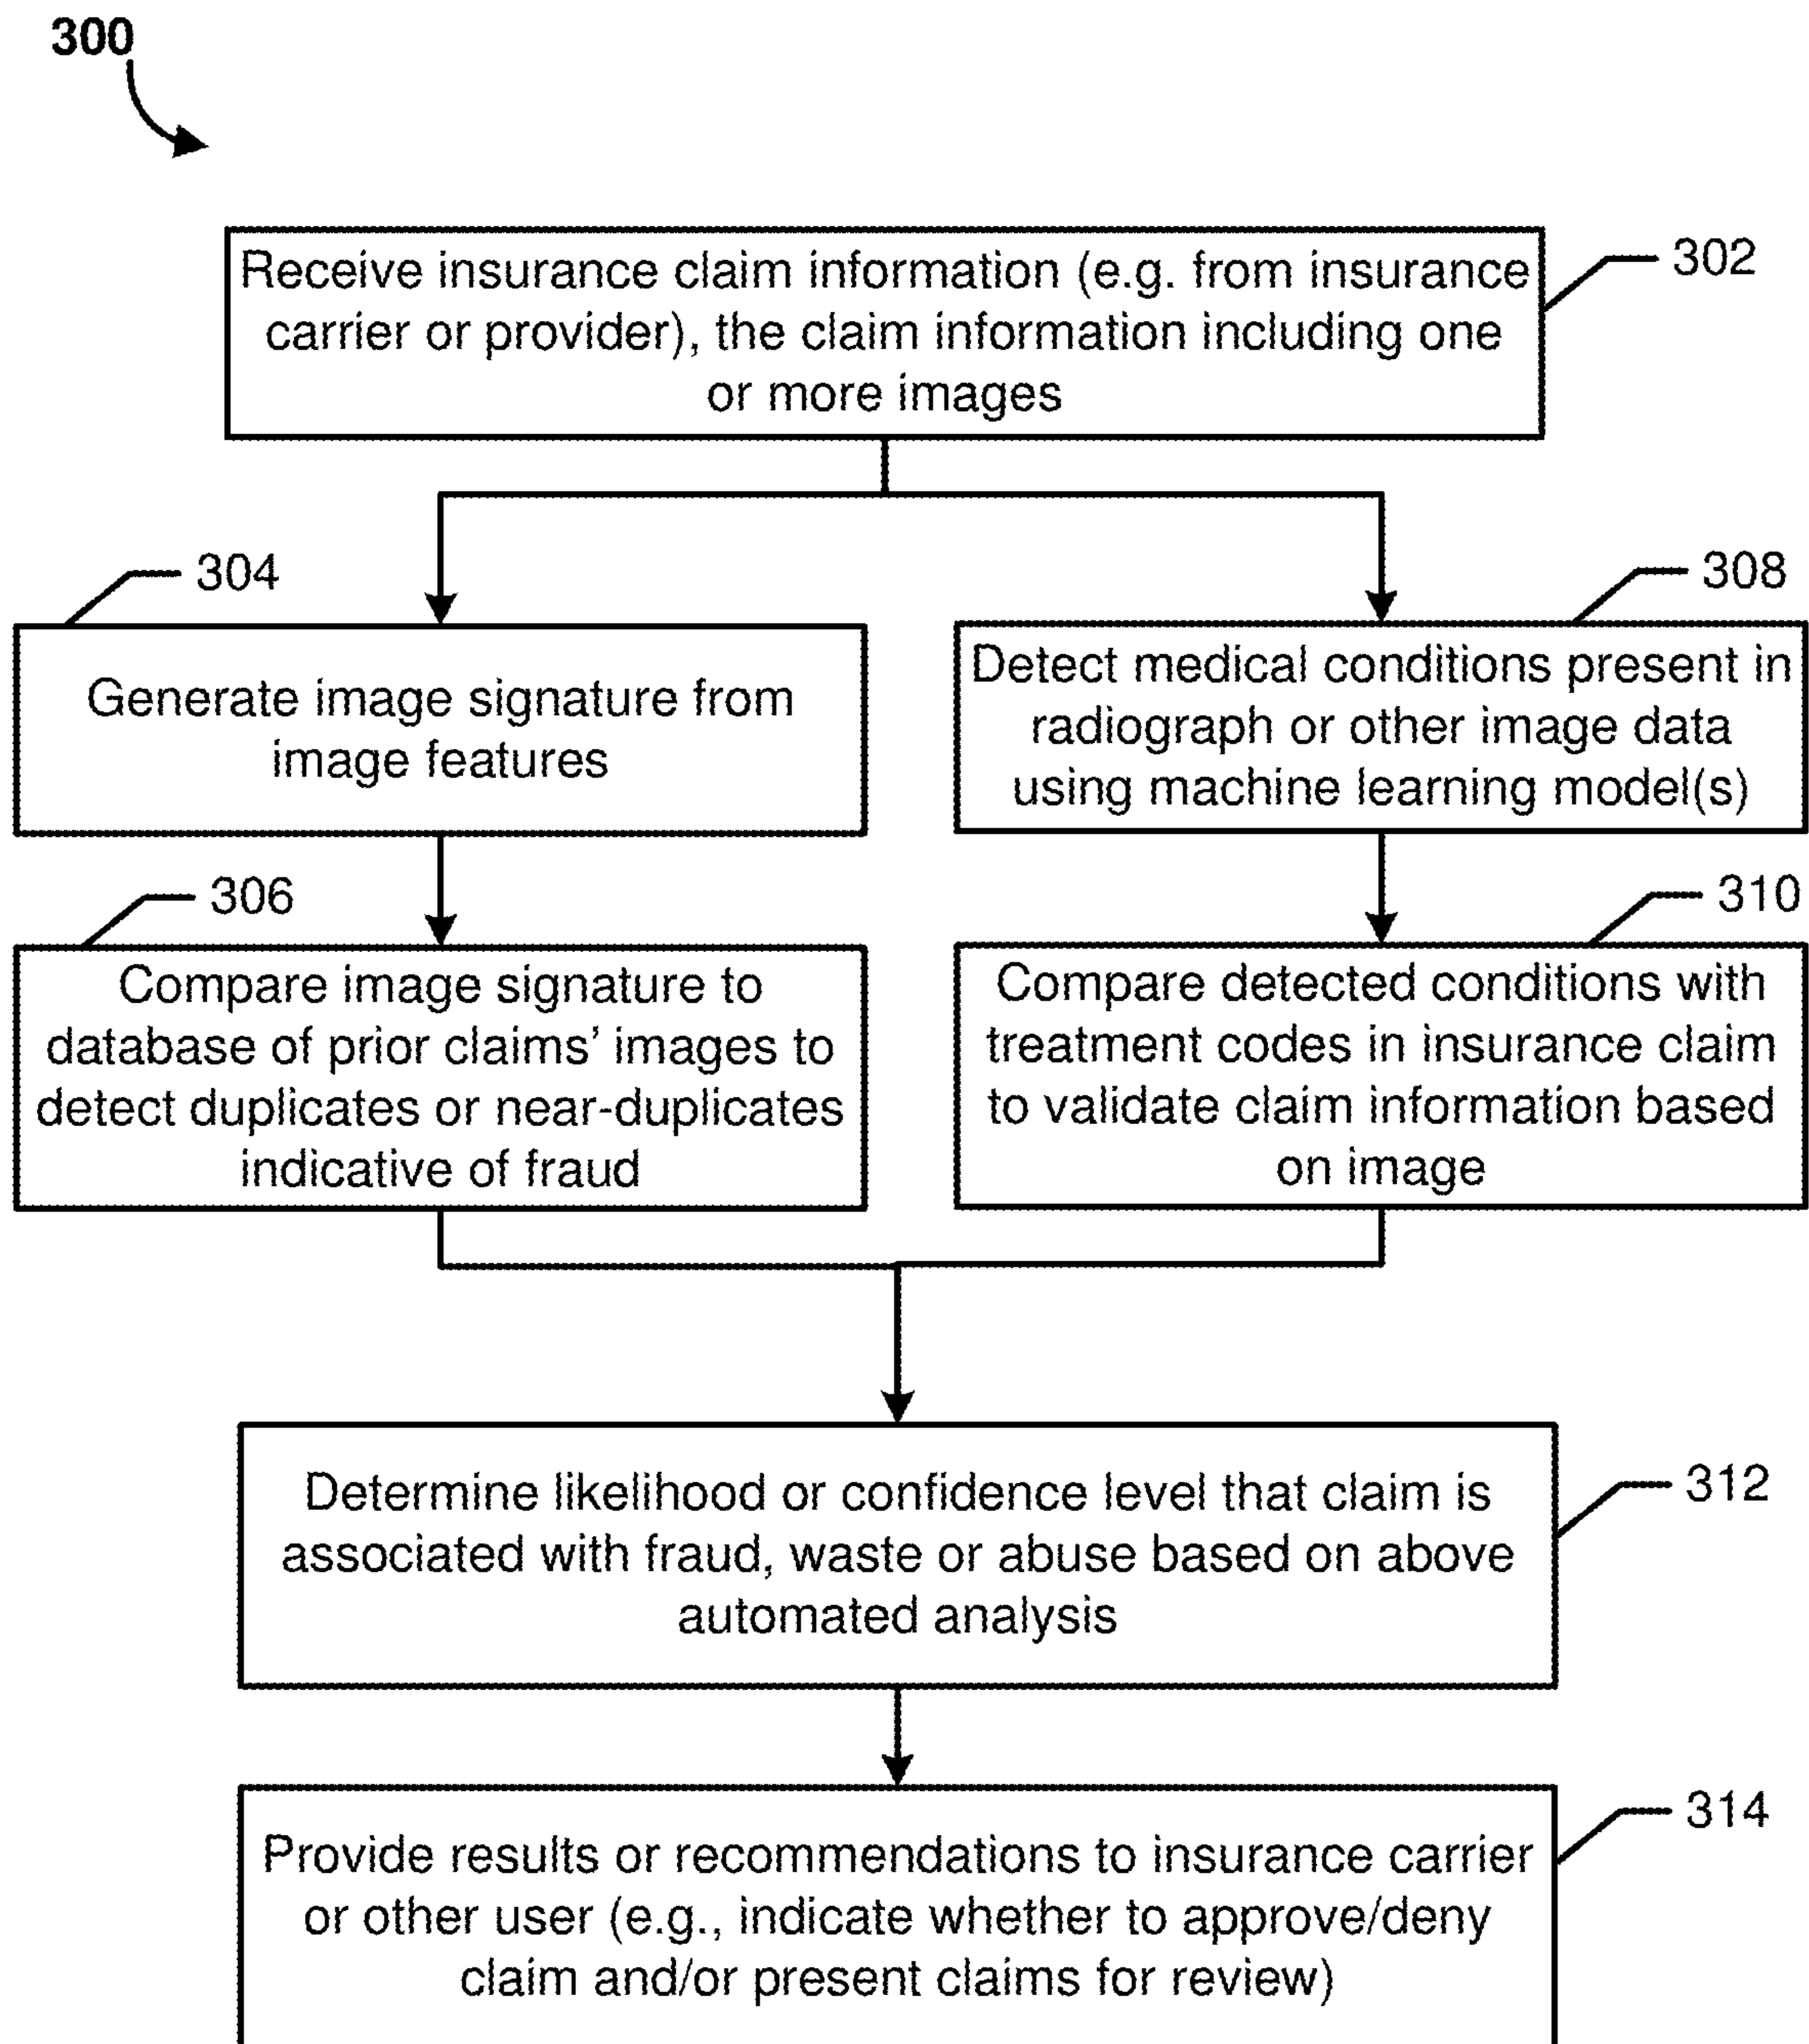 300
Receive insurance claim information (e.g. from insurance
carrier or provider), the claim information including one
or more images
302
304
Generate image signature from
image features
308
Detect medical conditions present in
radiograph or other image data
using machine learning model(s)
306
Compare image signature to
database of prior claims’ images to
detect duplicates or near-duplicates
indicative of fraud
310
Compare detected conditions with
treatment codes in insurance claim
to validate claim information based
on image
Determine likelihood or confidence level that claim is
associated with fraud, waste or abuse based on above
automated analysis
312
Provide results or recommendations to insurance carrier
or other user (e.g., indicate whether to approve/deny
claim and/or present claims for review)
314